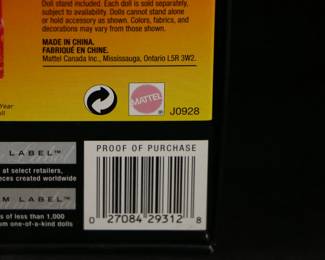 Doll stand included. Each doll is sold separately,
subject to availability. Dolls cannot stand alone
or hold accessory as shown. Colors, fabrics, and
decorations may vary from those shown.
MADE IN CHINA.
FABRIQUÉ EN CHINE.
Mattel Canada Inc., Mississauga, Ontario L5R 3W2.
MATTEL
J0928
Year
LABEL™
at select retailers,
pieces created worldwide
M LABEL™
s of less than 1,000
um one-of-a-kind dolls
PROOF OF PURCHASE
0 27084 29312 8